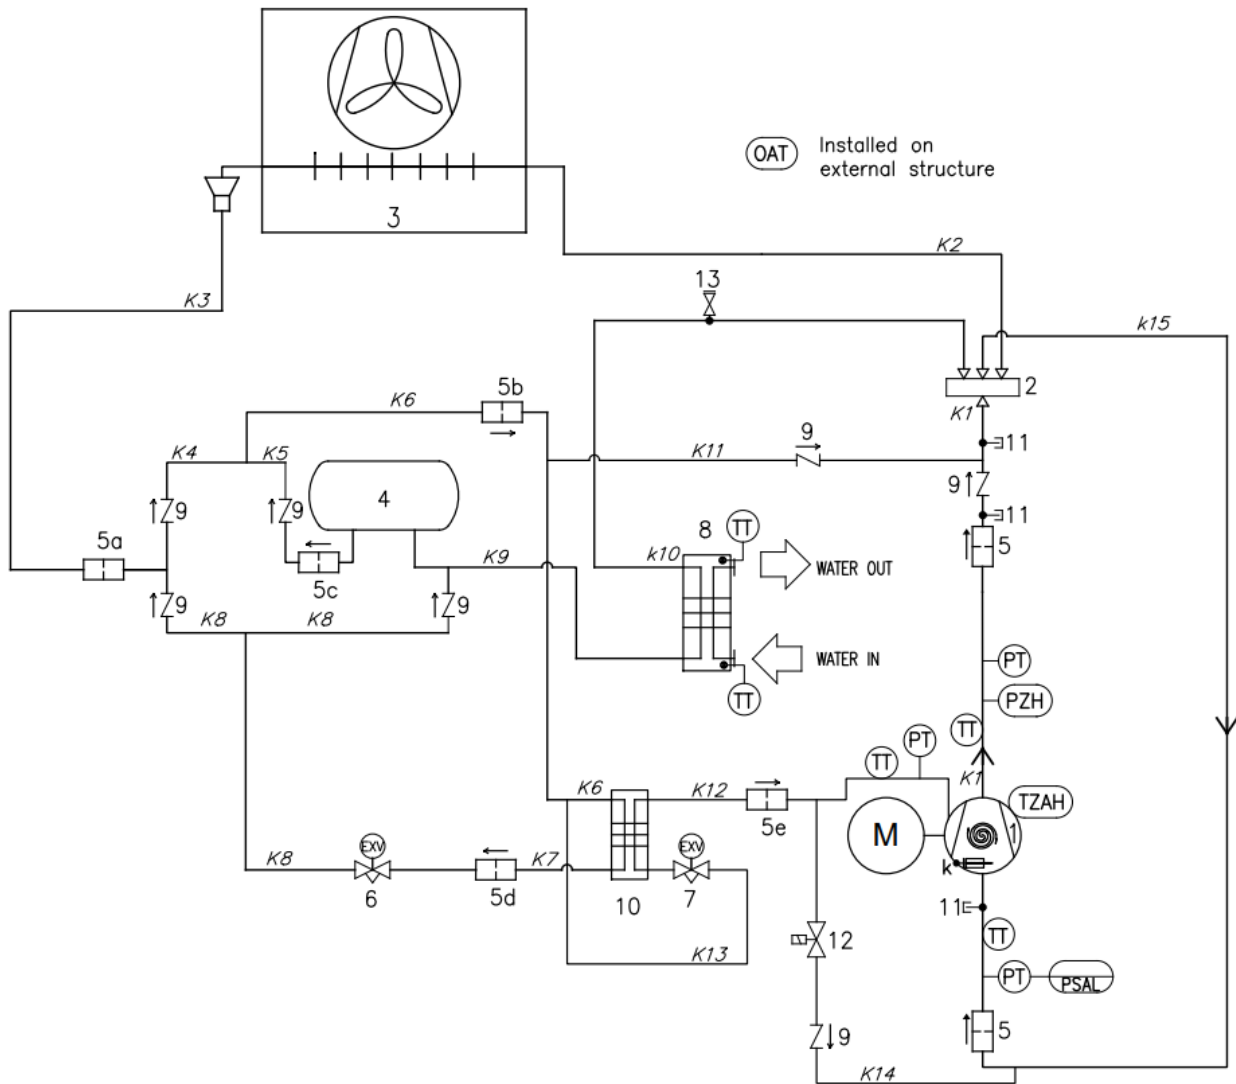 OAT
Installed on
external structure
3
K2
K3
13
k15
2
K1
5b
K6
11
9
K11
K4
K5
4
9
9
9
11
8
TT
5
5a
K9
k10
WATER OUT
5c
9
9
K8
K8
WATER IN
PT
TT
PZH
TT
PT
TT
K1
K6
K12
TZAH
5e
M
1
EXV
EXV
K8
K7
k
6
5d
10
7
11
12
TT
K13
PT
PSAL
5
9
K14